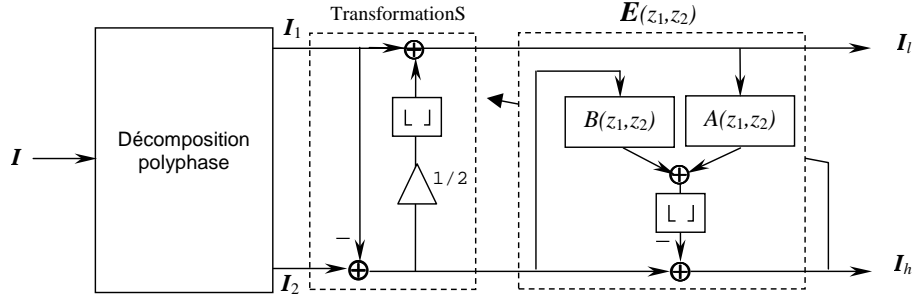 TransformationS
E(z₁,z₂)
I₁
Iₗ
B(z₁,z₂)
A(z₁,z₂)
⌊ ⌋
Décomposition
polyphase
I
1/2
⌊ ⌋
−
−
I₂
Iₕ